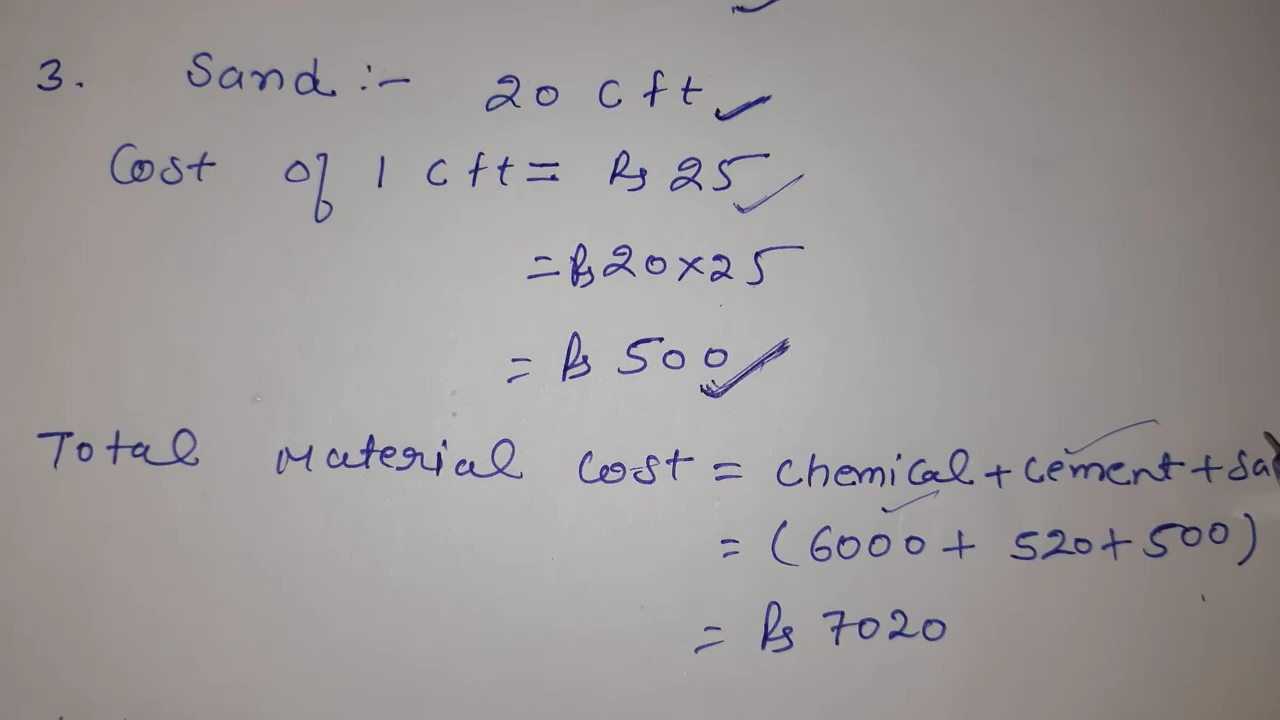 3. Sand :- 20 cft
Cost of 1 cft = Rs 25
= Rs 20×25
= Rs 500
Total Material Cost = Chemical + Cement + Sa
= (6000 + 520 + 500)
= Rs 7020